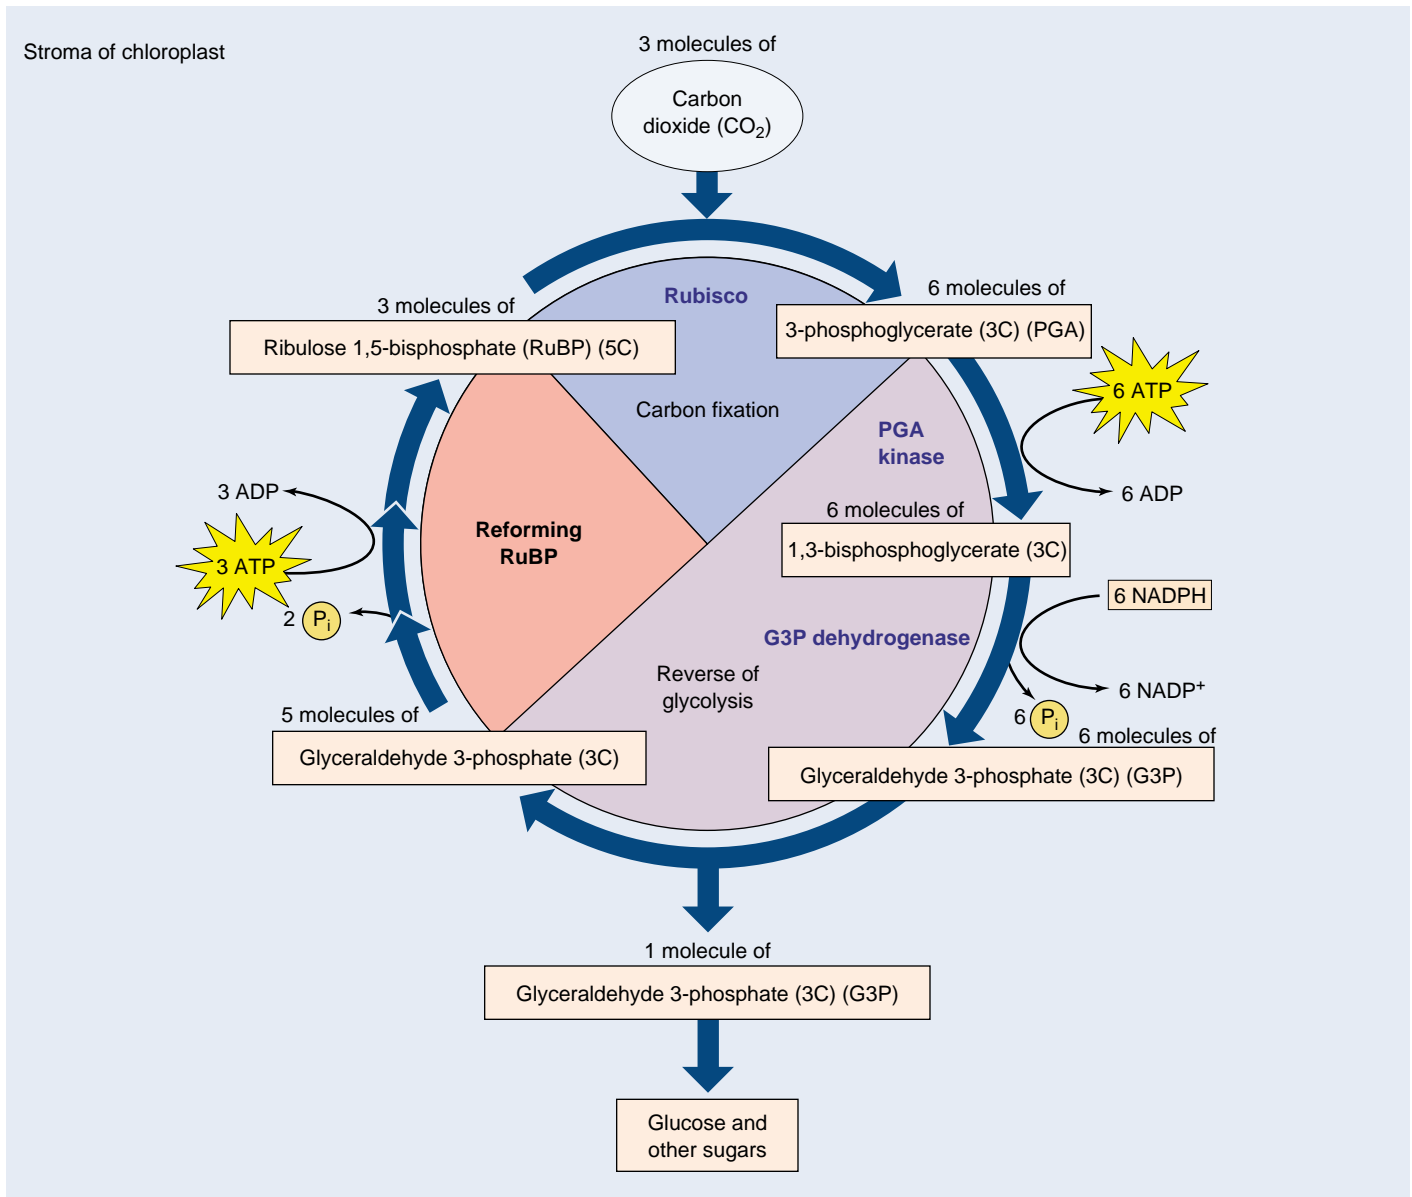 Stroma of chloroplast
3 molecules of
Carbon
dioxide (CO₂)
Rubisco
3 molecules of
Ribulose 1,5-bisphosphate (RuBP) (5C)
6 molecules of
3-phosphoglycerate (3C) (PGA)
Carbon fixation
6 ATP
PGA
kinase
6 ADP
6 molecules of
1,3-bisphosphoglycerate (3C)
3 ADP
3 ATP
Reforming
RuBP
2 Pᵢ
6 NADPH
G3P dehydrogenase
Reverse of
glycolysis
6 NADP⁺
6 Pᵢ
5 molecules of
Glyceraldehyde 3-phosphate (3C)
6 molecules of
Glyceraldehyde 3-phosphate (3C) (G3P)
1 molecule of
Glyceraldehyde 3-phosphate (3C) (G3P)
Glucose and
other sugars